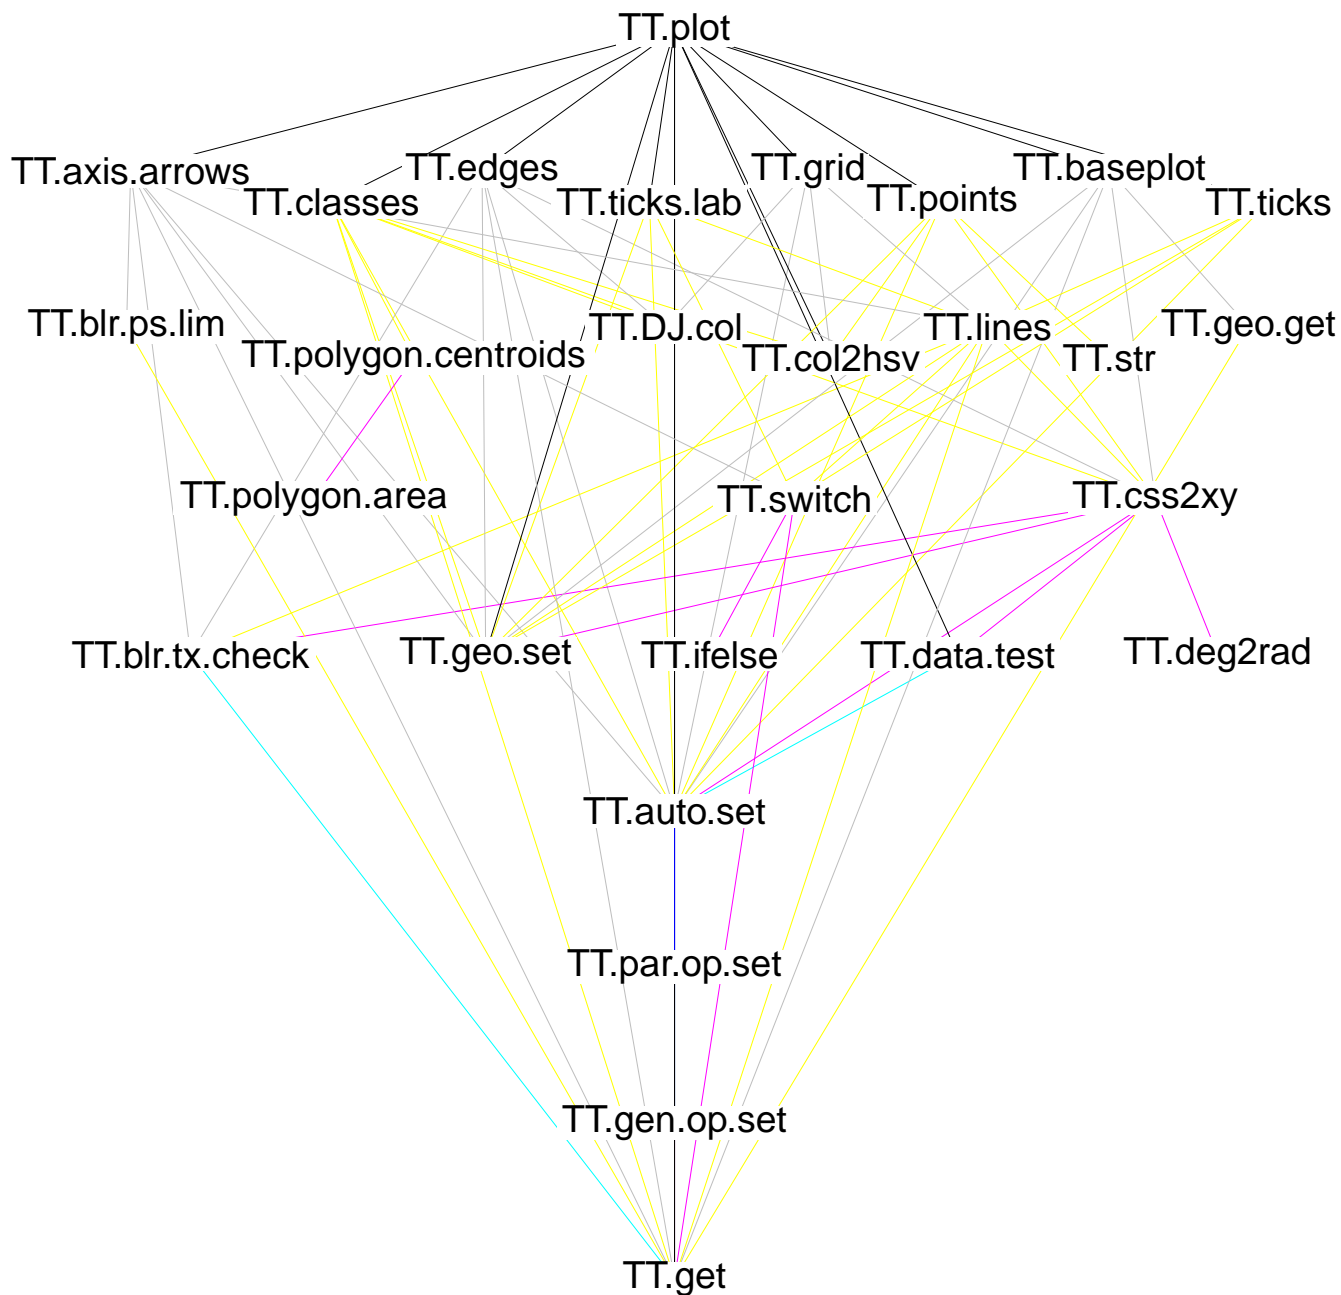 TT.plot
TT.axis.arrows
TT.edges
TT.grid
TT.baseplot
TT.classes
TT.ticks.lab
TT.points
TT.ticks
TT.blr.ps.lim
TT.DJ.col
TT.lines
TT.geo.get
TT.polygon.centroids
TT.col2hsv
TT.str
TT.polygon.area
TT.switch
TT.css2xy
TT.blr.tx.check
TT.geo.set
TT.ifelse
TT.data.test
TT.deg2rad
TT.auto.set
TT.par.op.set
TT.gen.op.set
TT.get